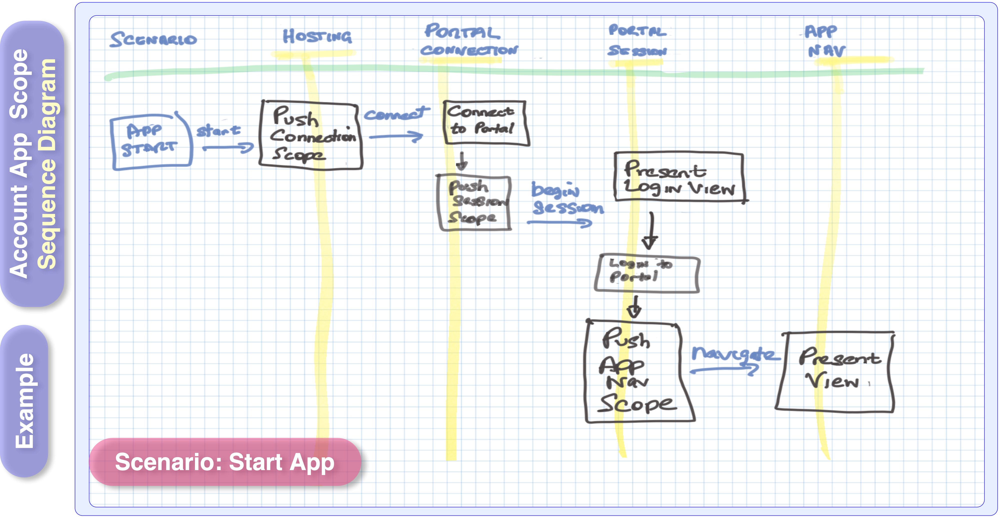 Account App Scope
Sequence Diagram
Example
SCENARIO
HOSTING
PORTAL
CONNECTION
PORTAL
SESSION
APP
NAV
APP
START
start
Push
Connection
Scope
connect
Connect
to Portal
Push
Session
Scope
begin
session
Present
Login View
Login to
Portal
Push
App
Nav
Scope
navigate
Present
View
Scenario: Start App